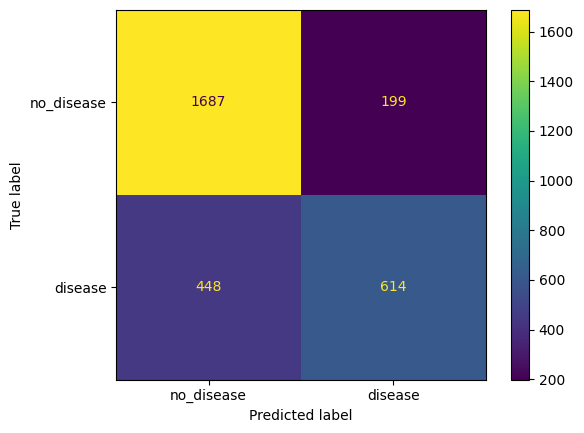 no_disease 1687 199
disease 448 614
no_disease disease
Predicted label
True label
1600
1400
1200
1000
800
600
400
200